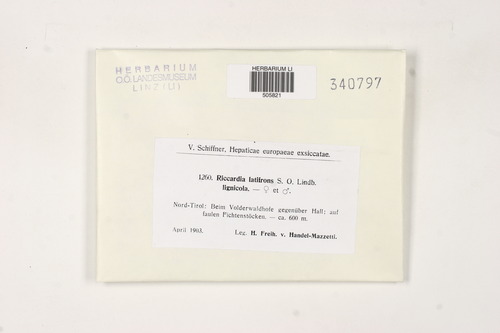 HERBARIUM
OÖ.LANDESMUSEUM
LINZ (LI)
HERBARIUM LI
505821
340797
V. Schiffner, Hepaticae europaeae exsiccatae.
1260. Riccardia latifrons S. O. Lindb.
lignicola. — ♀ et ♂.
Nord-Tirol: Beim Volderwaldhofe gegenüber Hall; auf
faulen Fichtenstöcken. — ca. 600 m.
April 1903. Leg. H. Freih. v. Handel-Mazzetti.